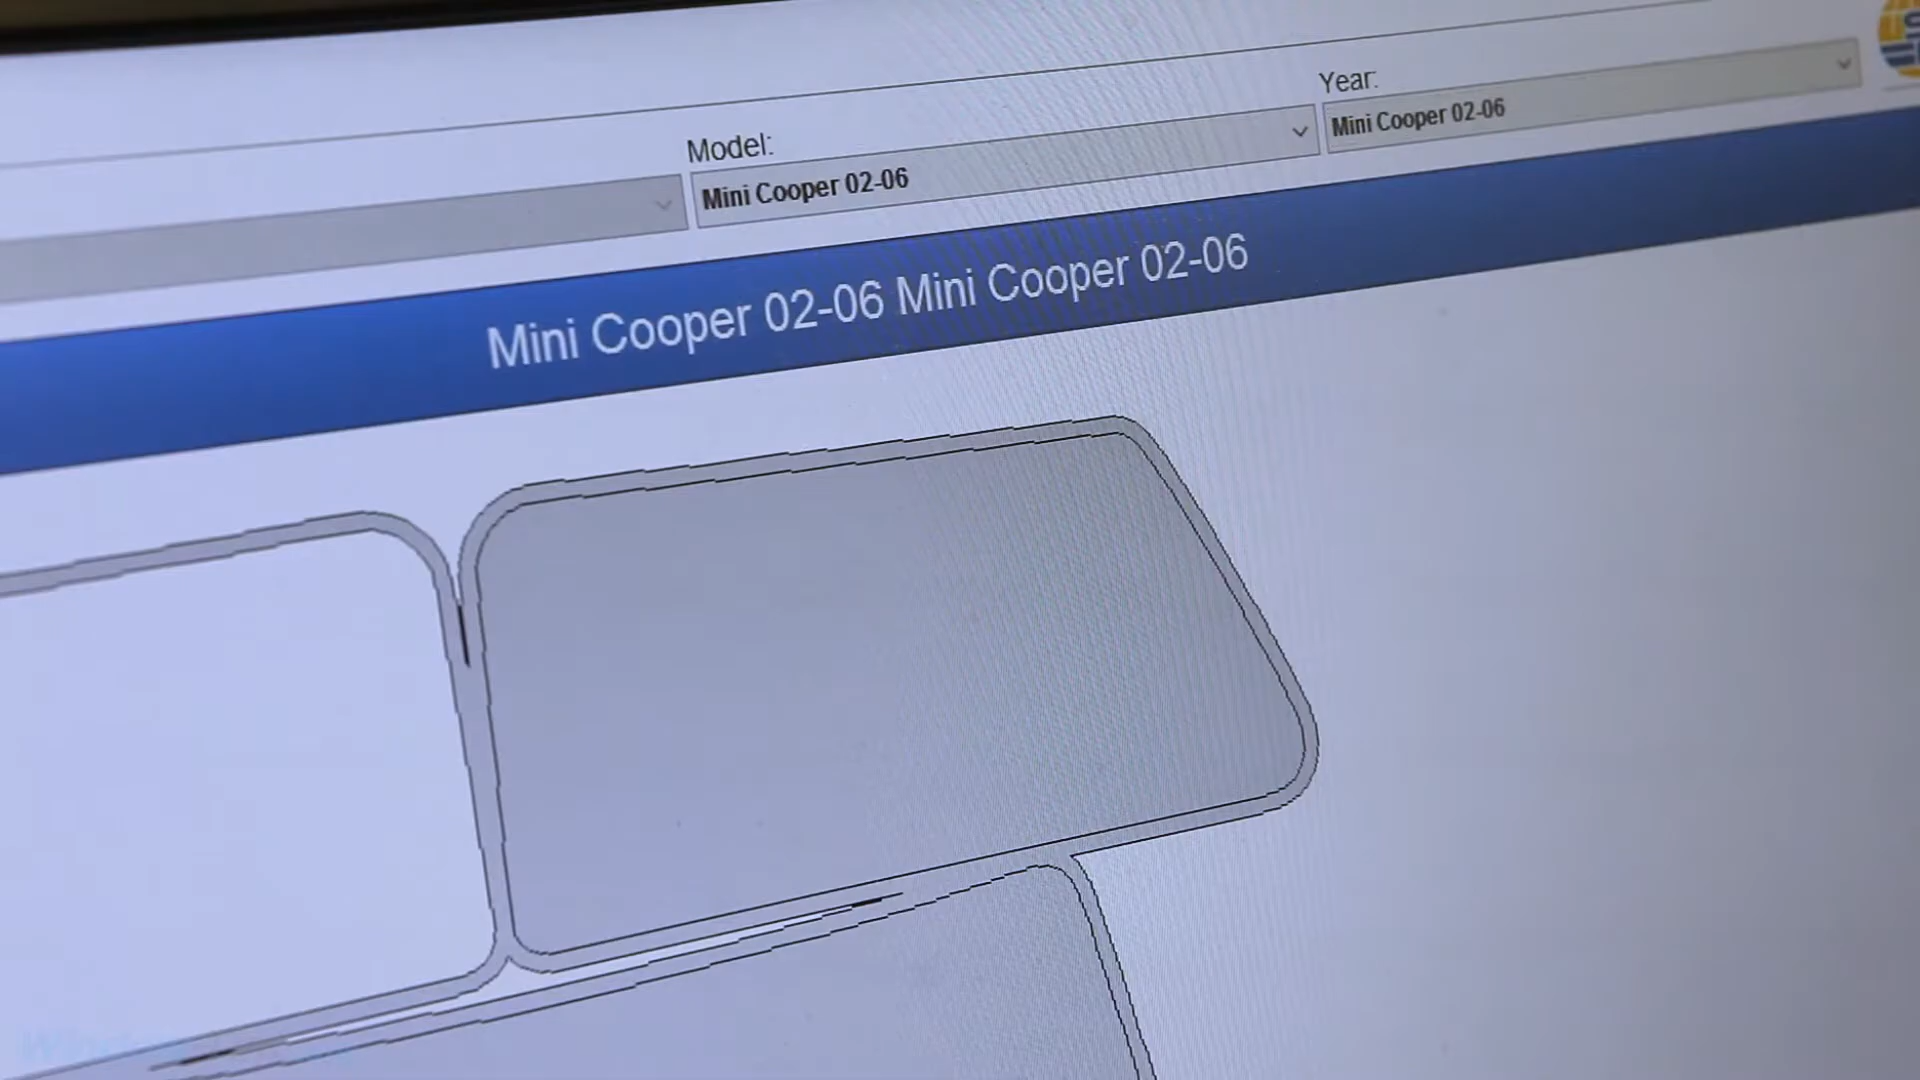 Year:
Model:
Mini Cooper 02-06
Mini Cooper 02-06
Mini Cooper 02-06 Mini Cooper 02-06